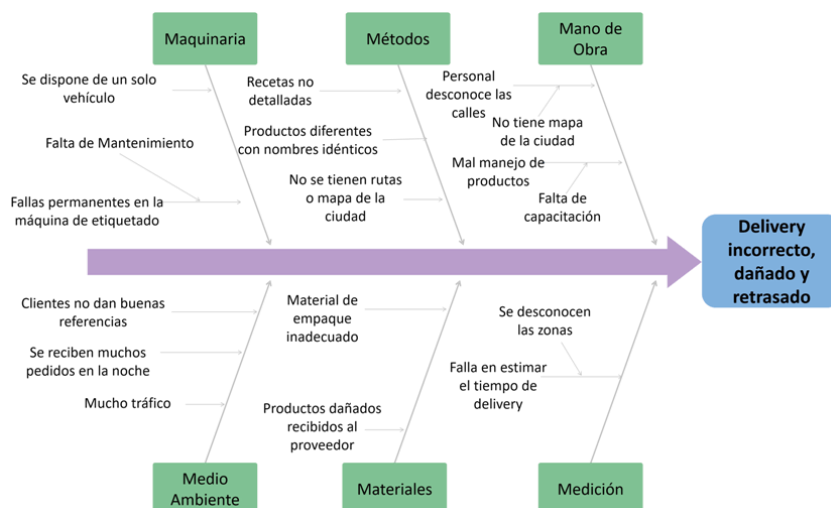 Maquinaria
Métodos
Mano de
Obra
Se dispone de un solo
vehículo
Falta de Mantenimiento
Fallas permanentes en la
máquina de etiquetado
Recetas no
detalladas
Productos diferentes
con nombres idénticos
No se tienen rutas
o mapa de la
ciudad
Personal
desconoce las
calles
No tiene mapa
de la ciudad
Mal manejo de
productos
Falta de
capacitación
Delivery
incorrecto,
dañado y
retrasado
Clientes no dan buenas
referencias
Se reciben muchos
pedidos en la noche
Mucho tráfico
Material de
empaque
inadecuado
Productos dañados
recibidos al
proveedor
Se desconocen
las zonas
Falla en estimar
el tiempo de
delivery
Medio
Ambiente
Materiales
Medición